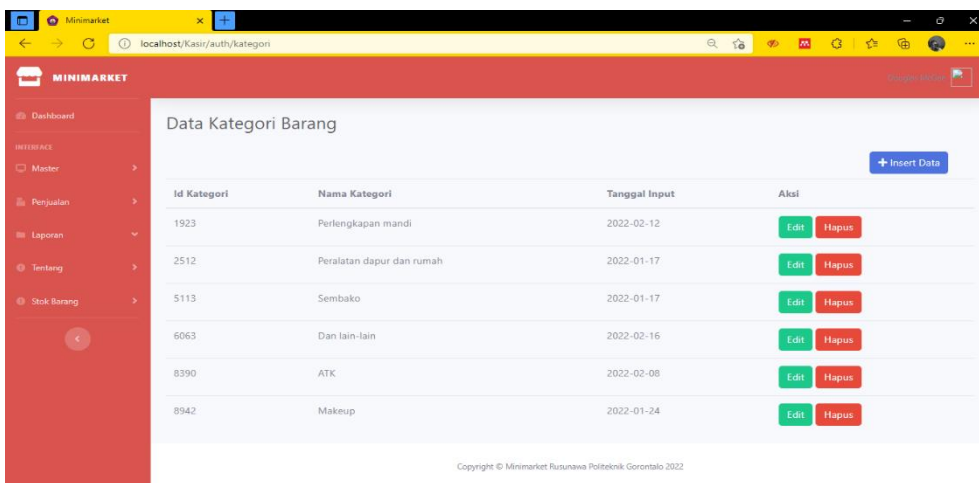 Minimarket
localhost/Kasir/auth/kategori
MINIMARKET
Dashboard
INTERFACE
Master
Penjualan
Laporan
Tentang
Stok Barang
Data Kategori Barang
+ Insert Data
Id Kategori Nama Kategori Tanggal Input Aksi
1923 Perlengkapan mandi 2022-02-12 Edit Hapus
2512 Peralatan dapur dan rumah 2022-01-17 Edit Hapus
5113 Sembako 2022-01-17 Edit Hapus
6063 Dan lain-lain 2022-02-16 Edit Hapus
8390 ATK 2022-02-08 Edit Hapus
8942 Makeup 2022-01-24 Edit Hapus
Copyright © Minimarket Rusunawa Politeknik Gorontalo 2022